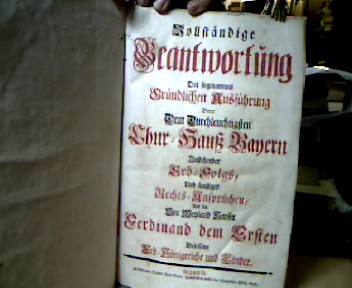 Vollständige
Beantwortung
Der sogenannten
Gründlichen Ausführung
Derer
Dem Durchleuchtigsten
Chur-Hauß Bayern
Zustehender
Erb-Folgs,
Und sonstiger
Rechts-Ansprüchen,
Auf die
Von Weyland Kayser
Ferdinand dem Ersten
Besessene
Erb-Königreiche und Länder.